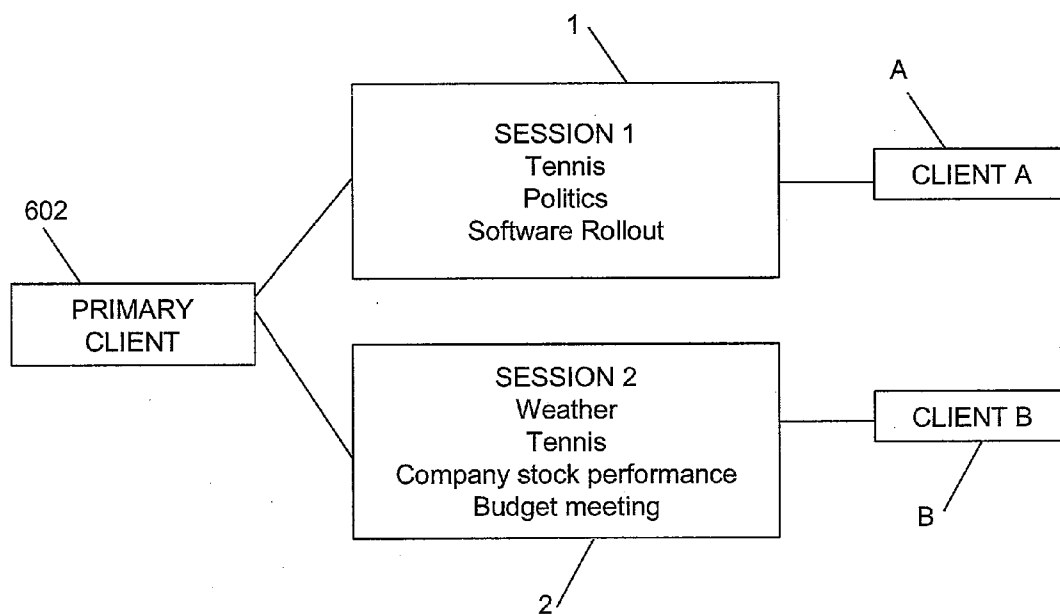 1
SESSION 1
Tennis
Politics
Software Rollout
A
CLIENT A
602
PRIMARY
CLIENT
SESSION 2
Weather
Tennis
Company stock performance
Budget meeting
2
CLIENT B
B